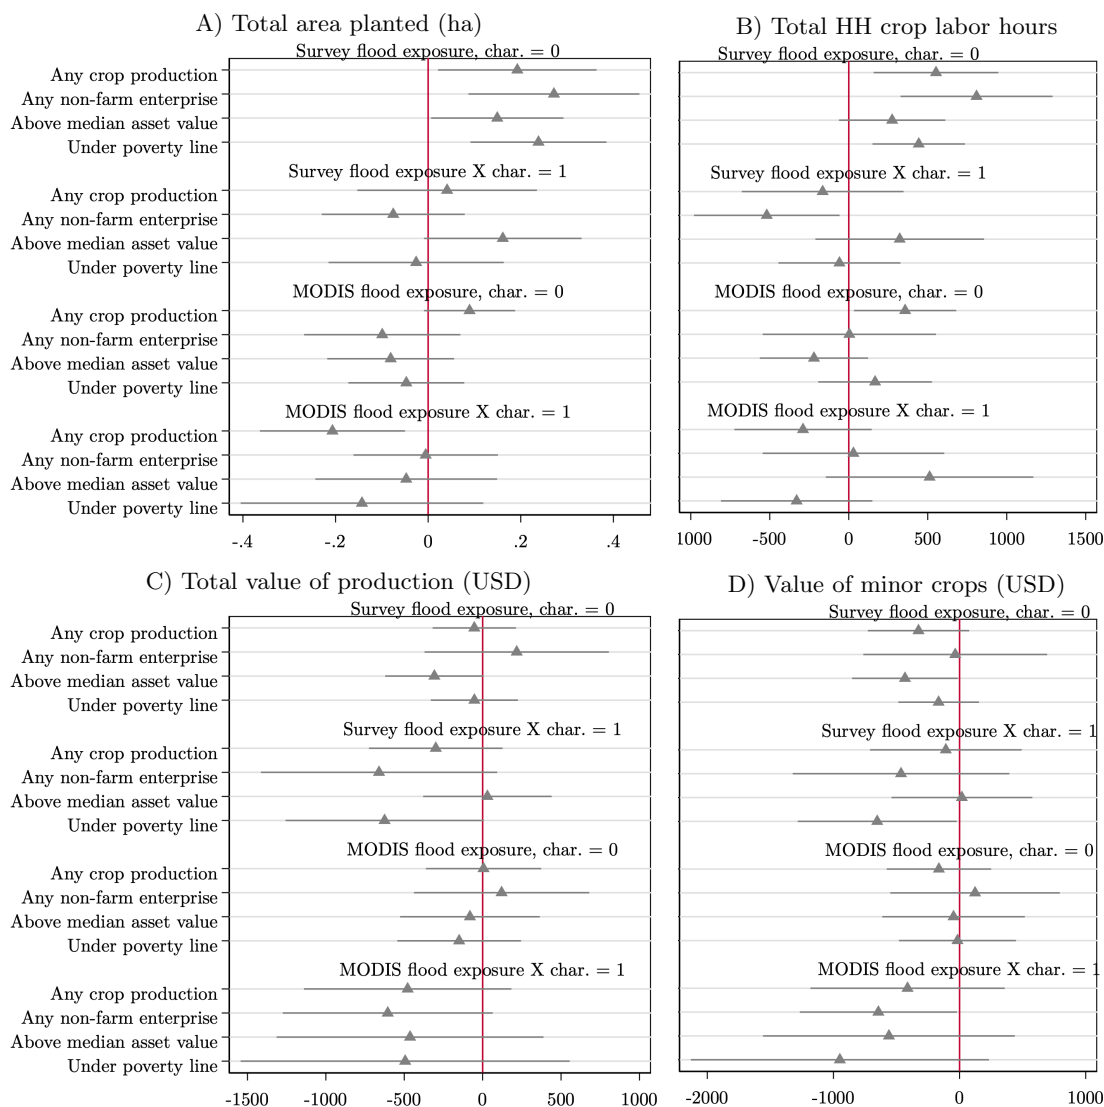 A) Total area planted (ha)
Survey flood exposure, char. = 0
Any crop production
Any non-farm enterprise
Above median asset value
Under poverty line
Survey flood exposure X char. = 1
Any crop production
Any non-farm enterprise
Above median asset value
Under poverty line
MODIS flood exposure, char. = 0
Any crop production
Any non-farm enterprise
Above median asset value
Under poverty line
MODIS flood exposure X char. = 1
Any crop production
Any non-farm enterprise
Above median asset value
Under poverty line
-.4 -.2 0 .2 .4
B) Total HH crop labor hours
Survey flood exposure, char. = 0
Survey flood exposure X char. = 1
MODIS flood exposure, char. = 0
MODIS flood exposure X char. = 1
1000 -500 0 500 1000 1500
C) Total value of production (USD)
Survey flood exposure, char. = 0
Any crop production
Any non-farm enterprise
Above median asset value
Under poverty line
Survey flood exposure X char. = 1
Any crop production
Any non-farm enterprise
Above median asset value
Under poverty line
MODIS flood exposure, char. = 0
Any crop production
Any non-farm enterprise
Above median asset value
Under poverty line
MODIS flood exposure X char. = 1
Any crop production
Any non-farm enterprise
Above median asset value
Under poverty line
-1500 -1000 -500 0 500 1000
D) Value of minor crops (USD)
Survey flood exposure, char. = 0
Survey flood exposure X char. = 1
MODIS flood exposure, char. = 0
MODIS flood exposure X char. = 1
-2000 -1000 0 1000